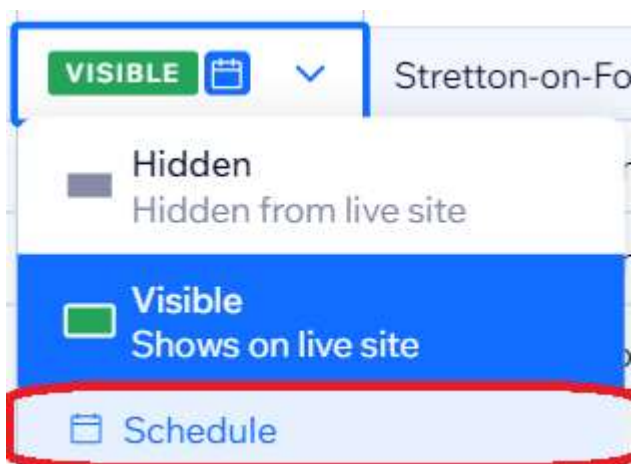 VISIBLE Stretton-on-Fo
Hidden
Hidden from live site
Visible
Shows on live site
Schedule